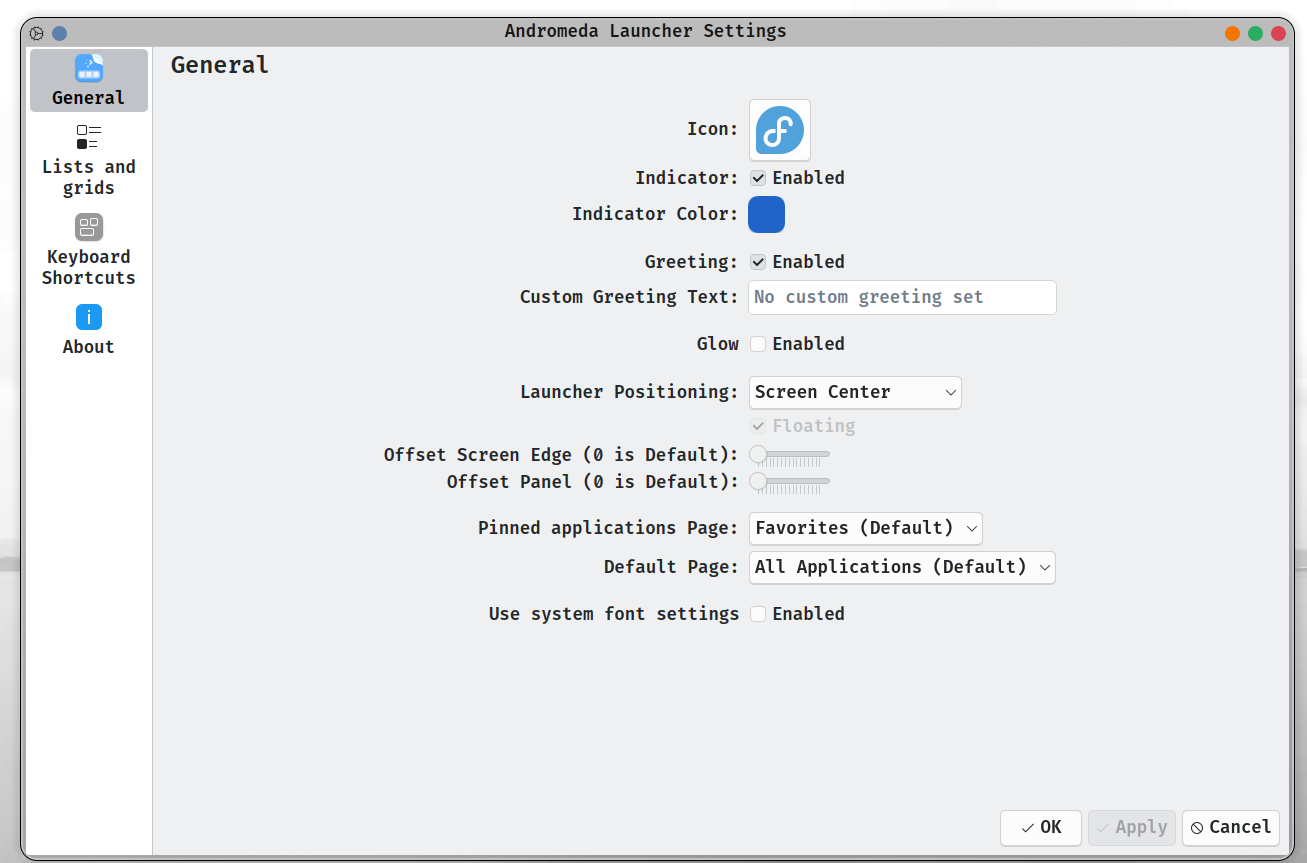 Andromeda Launcher Settings
General
Lists and
grids
Keyboard
Shortcuts
About
General
Icon:
Indicator: Enabled
Indicator Color:
Greeting: Enabled
Custom Greeting Text: No custom greeting set
Glow Enabled
Launcher Positioning: Screen Center
Floating
Offset Screen Edge (0 is Default):
Offset Panel (0 is Default):
Pinned applications Page: Favorites (Default)
Default Page: All Applications (Default)
Use system font settings Enabled
OK Apply Cancel